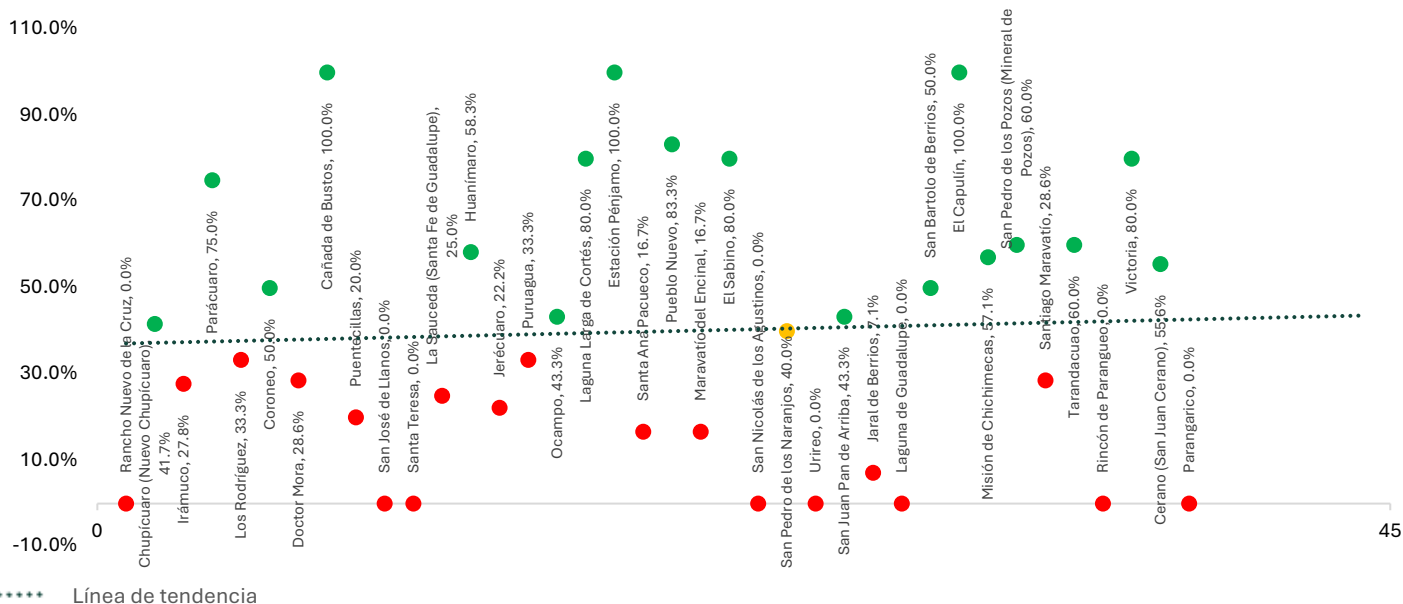 110.0%
90.0%
70.0%
50.0%
30.0%
10.0%
-10.0%
0
45
Rancho Nuevo de la Cruz, 0.0%
Chupícuaro (Nuevo Chupícuaro),
41.7%
Irámuco, 27.8%
Parácuaro, 75.0%
Los Rodríguez, 33.3%
Coroneo, 50.0%
Doctor Mora, 28.6%
Cañada de Bustos, 100.0%
Puentecillas, 20.0%
San José de Llanos, 0.0%
Santa Teresa, 0.0%
La Sauceda (Santa Fe de Guadalupe),
25.0%
Huanímaro, 58.3%
Jerécuaro, 22.2%
Puruagua, 33.3%
Ocampo, 43.3%
Laguna Larga de Cortés, 80.0%
Estación Pénjamo, 100.0%
Santa Ana Pacueco, 16.7%
Pueblo Nuevo, 83.3%
Maravatío del Encinal, 16.7%
El Sabino, 80.0%
San Nicolás de los Agustinos, 0.0%
San Pedro de los Naranjos, 40.0%
Urireo, 0.0%
San Juan Pan de Arriba, 43.3%
Jaral de Berrios, 7.1%
Laguna de Guadalupe, 0.0%
San Bartolo de Berrios, 50.0%
El Capulín, 100.0%
Misión de Chichimecas, 57.1%
San Pedro de los Pozos (Mineral de
Pozos), 60.0%
Santiago Maravatío, 28.6%
Tarandacuao, 60.0%
Rincón de Parangueo, 0.0%
Victoria, 80.0%
Cerano (San Juan Cerano), 55.6%
Parangarico, 0.0%
Línea de tendencia